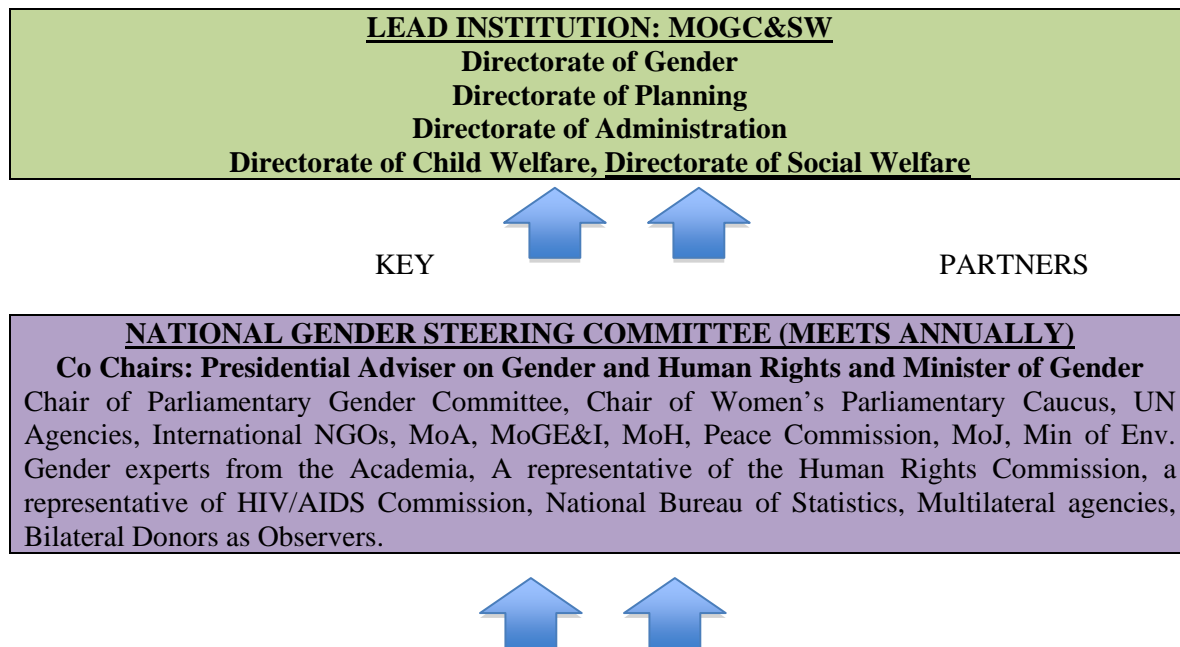 LEAD INSTITUTION: MOGC&SW
Directorate of Gender
Directorate of Planning
Directorate of Administration
Directorate of Child Welfare, Directorate of Social Welfare
KEY PARTNERS
NATIONAL GENDER STEERING COMMITTEE (MEETS ANNUALLY)
Co Chairs: Presidential Adviser on Gender and Human Rights and Minister of Gender
Chair of Parliamentary Gender Committee, Chair of Women’s Parliamentary Caucus, UN
Agencies, International NGOs, MoA, MoGE&I, MoH, Peace Commission, MoJ, Min of Env.
Gender experts from the Academia, A representative of the Human Rights Commission, a
representative of HIV/AIDS Commission, National Bureau of Statistics, Multilateral agencies,
Bilateral Donors as Observers.